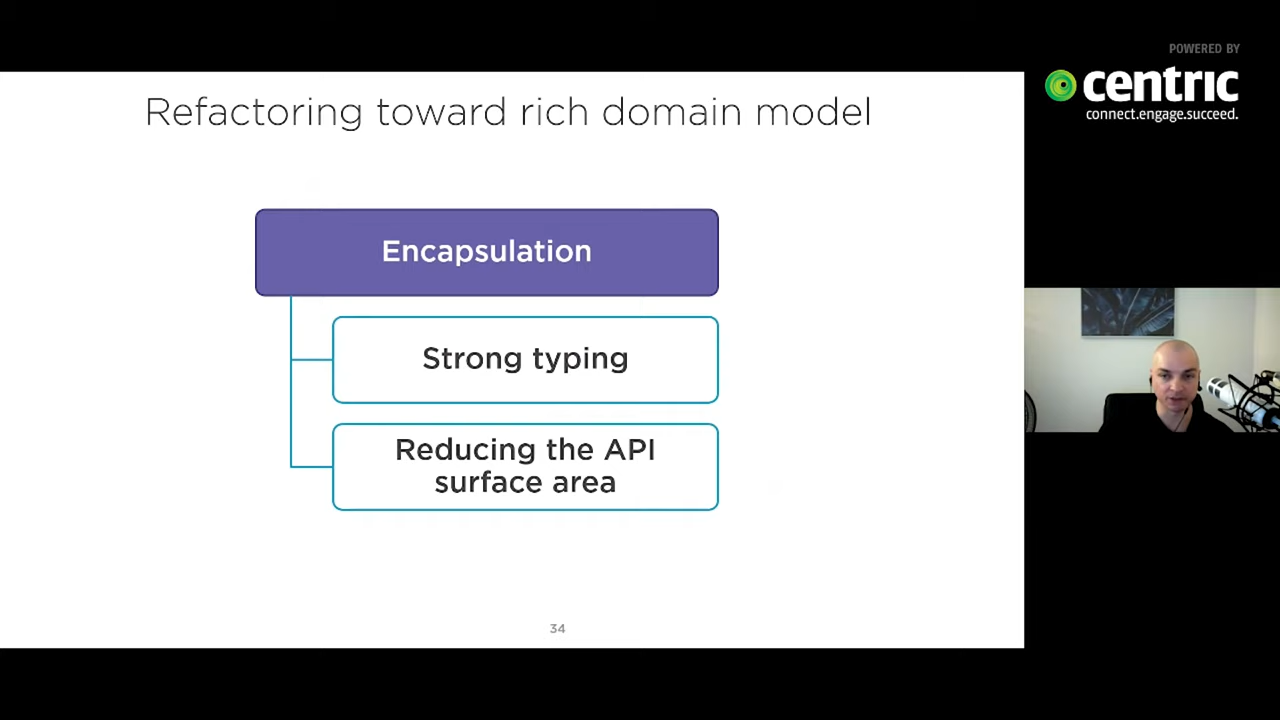 Refactoring toward rich domain model
Encapsulation
Strong typing
Reducing the API
surface area
34
POWERED BY
centric
connect.engage.succeed.